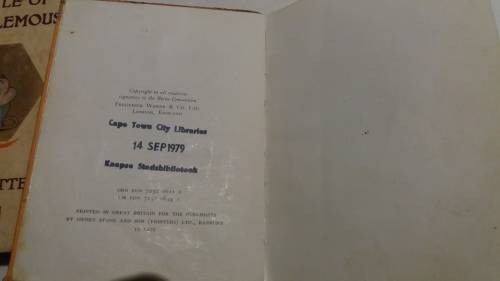 LE OF
LEMOUS
TTE
Copyright in all countries
signatory to the Berne Convention
FREDERICK WARNE & CO. LTD.
LONDON, ENGLAND
Cape Town City Libraries
14 SEP 1979
Kaapse Stadsbiblioteek
PRINTED IN GREAT BRITAIN FOR THE PUBLISHERS
BY HENRY STONE AND SON (PRINTERS) LTD., BANBURY